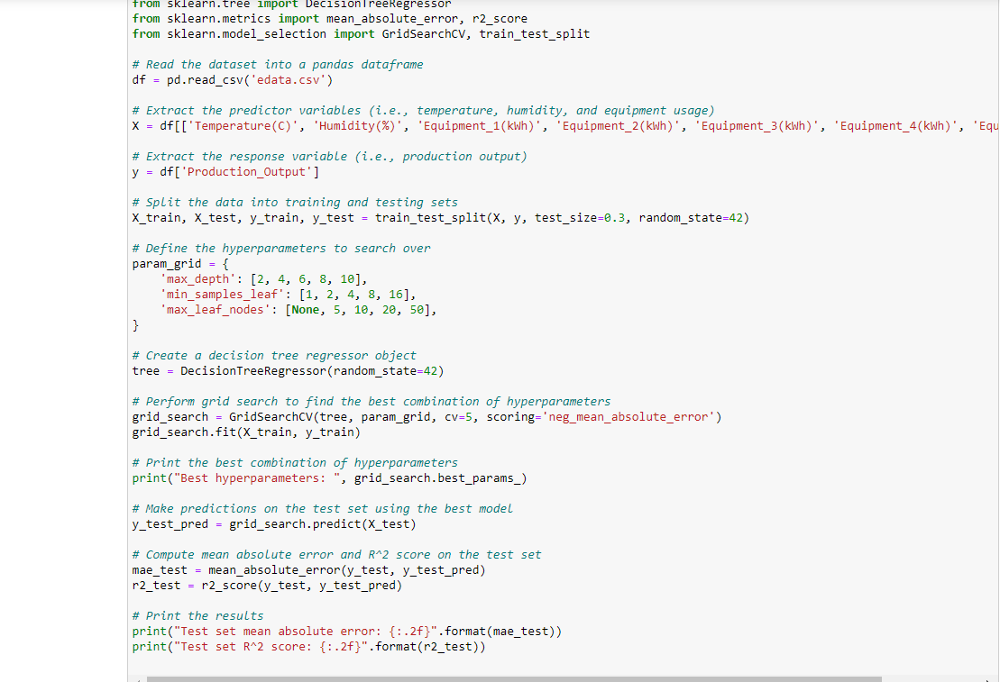 from sklearn.tree import DecisionTreeRegressor
from sklearn.metrics import mean_absolute_error, r2_score
from sklearn.model_selection import GridSearchCV, train_test_split

# Read the dataset into a pandas dataframe
df = pd.read_csv('edata.csv')

# Extract the predictor variables (i.e., temperature, humidity, and equipment usage)
X = df[['Temperature(C)', 'Humidity(%)', 'Equipment_1(kWh)', 'Equipment_2(kWh)', 'Equipment_3(kWh)', 'Equipment_4(kWh)', 'Equ

# Extract the response variable (i.e., production output)
y = df['Production_Output']

# Split the data into training and testing sets
X_train, X_test, y_train, y_test = train_test_split(X, y, test_size=0.3, random_state=42)

# Define the hyperparameters to search over
param_grid = {
    'max_depth': [2, 4, 6, 8, 10],
    'min_samples_leaf': [1, 2, 4, 8, 16],
    'max_leaf_nodes': [None, 5, 10, 20, 50],
}

# Create a decision tree regressor object
tree = DecisionTreeRegressor(random_state=42)

# Perform grid search to find the best combination of hyperparameters
grid_search = GridSearchCV(tree, param_grid, cv=5, scoring='neg_mean_absolute_error')
grid_search.fit(X_train, y_train)

# Print the best combination of hyperparameters
print("Best hyperparameters: ", grid_search.best_params_)

# Make predictions on the test set using the best model
y_test_pred = grid_search.predict(X_test)

# Compute mean absolute error and R^2 score on the test set
mae_test = mean_absolute_error(y_test, y_test_pred)
r2_test = r2_score(y_test, y_test_pred)

# Print the results
print("Test set mean absolute error: {:.2f}".format(mae_test))
print("Test set R^2 score: {:.2f}".format(r2_test))